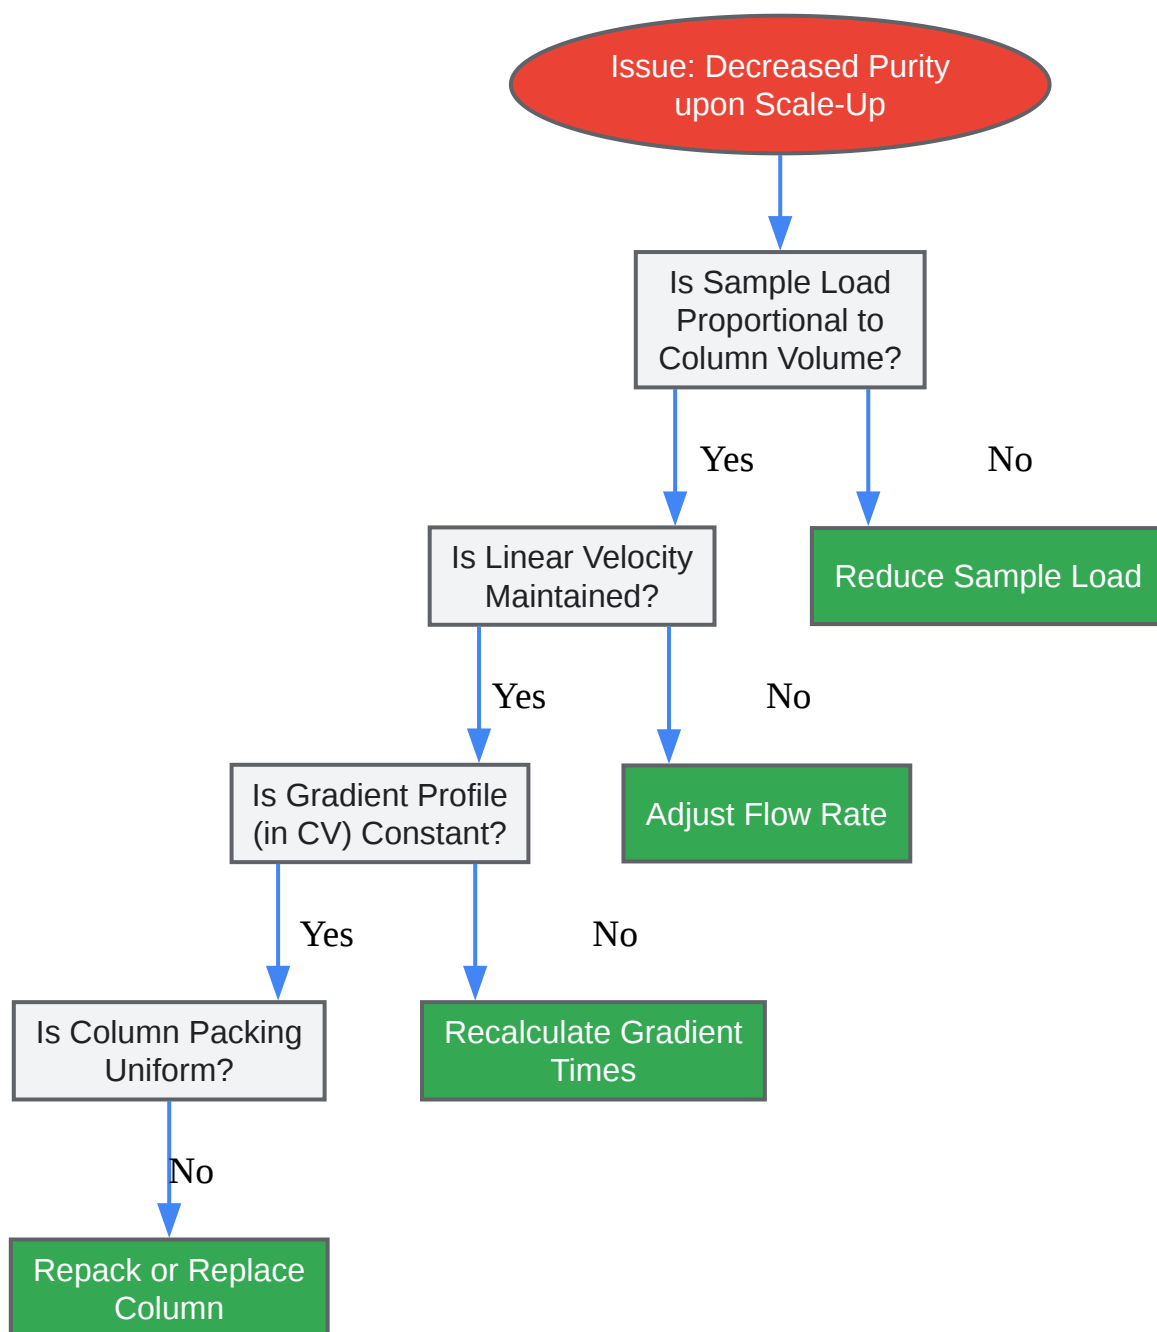 Issue: Decreased Purity
upon Scale-Up
Is Sample Load
Proportional to
Column Volume?
Yes
No
Is Linear Velocity
Maintained?
Reduce Sample Load
Yes
No
Is Gradient Profile
(in CV) Constant?
Adjust Flow Rate
Yes
No
Is Column Packing
Uniform?
Recalculate Gradient
Times
No
Repack or Replace
Column